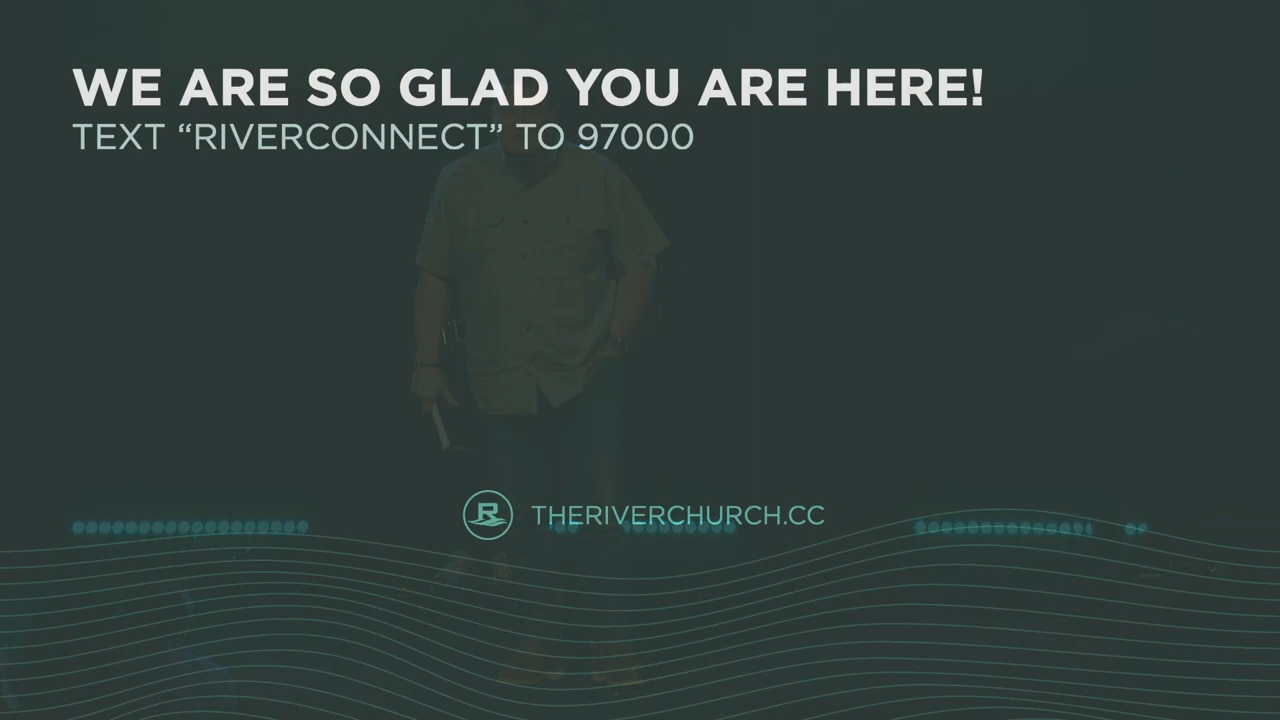 WE ARE SO GLAD YOU ARE HERE!
TEXT “RIVERCONNECT” TO 97000
R THERIVERCHURCH.CC